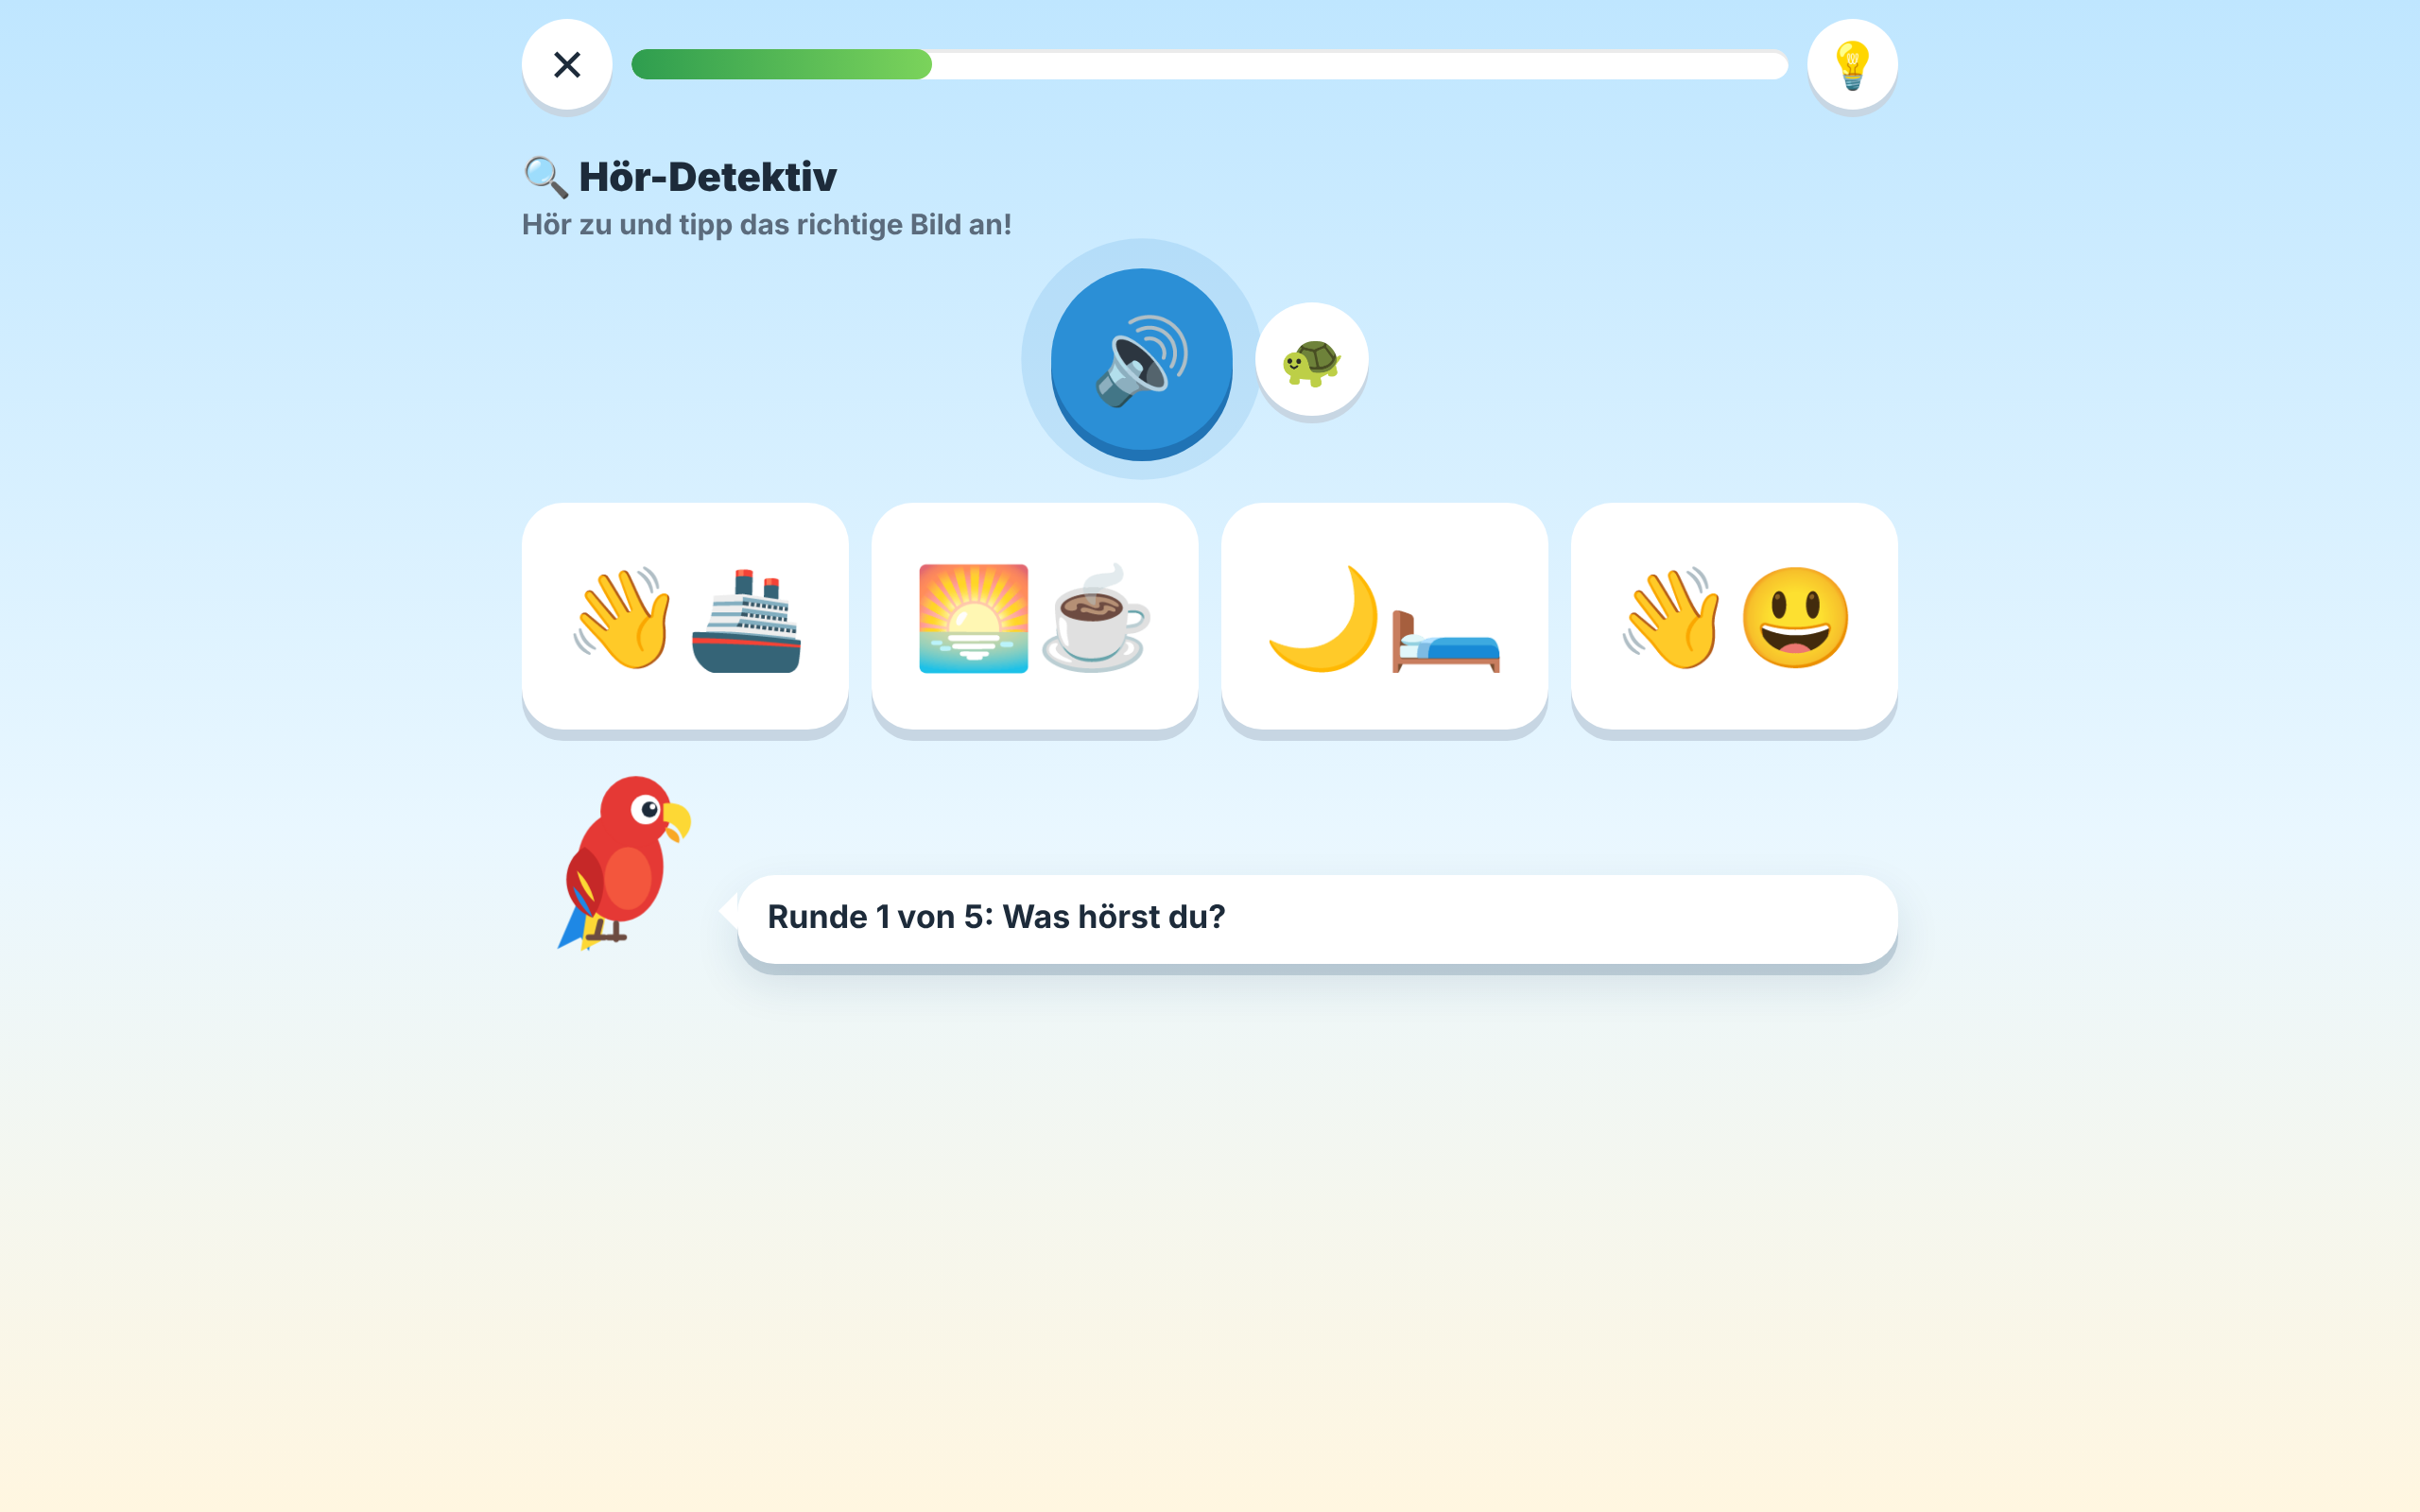 Hör-Detektiv
Hör zu und tipp das richtige Bild an!
Runde 1 von 5: Was hörst du?